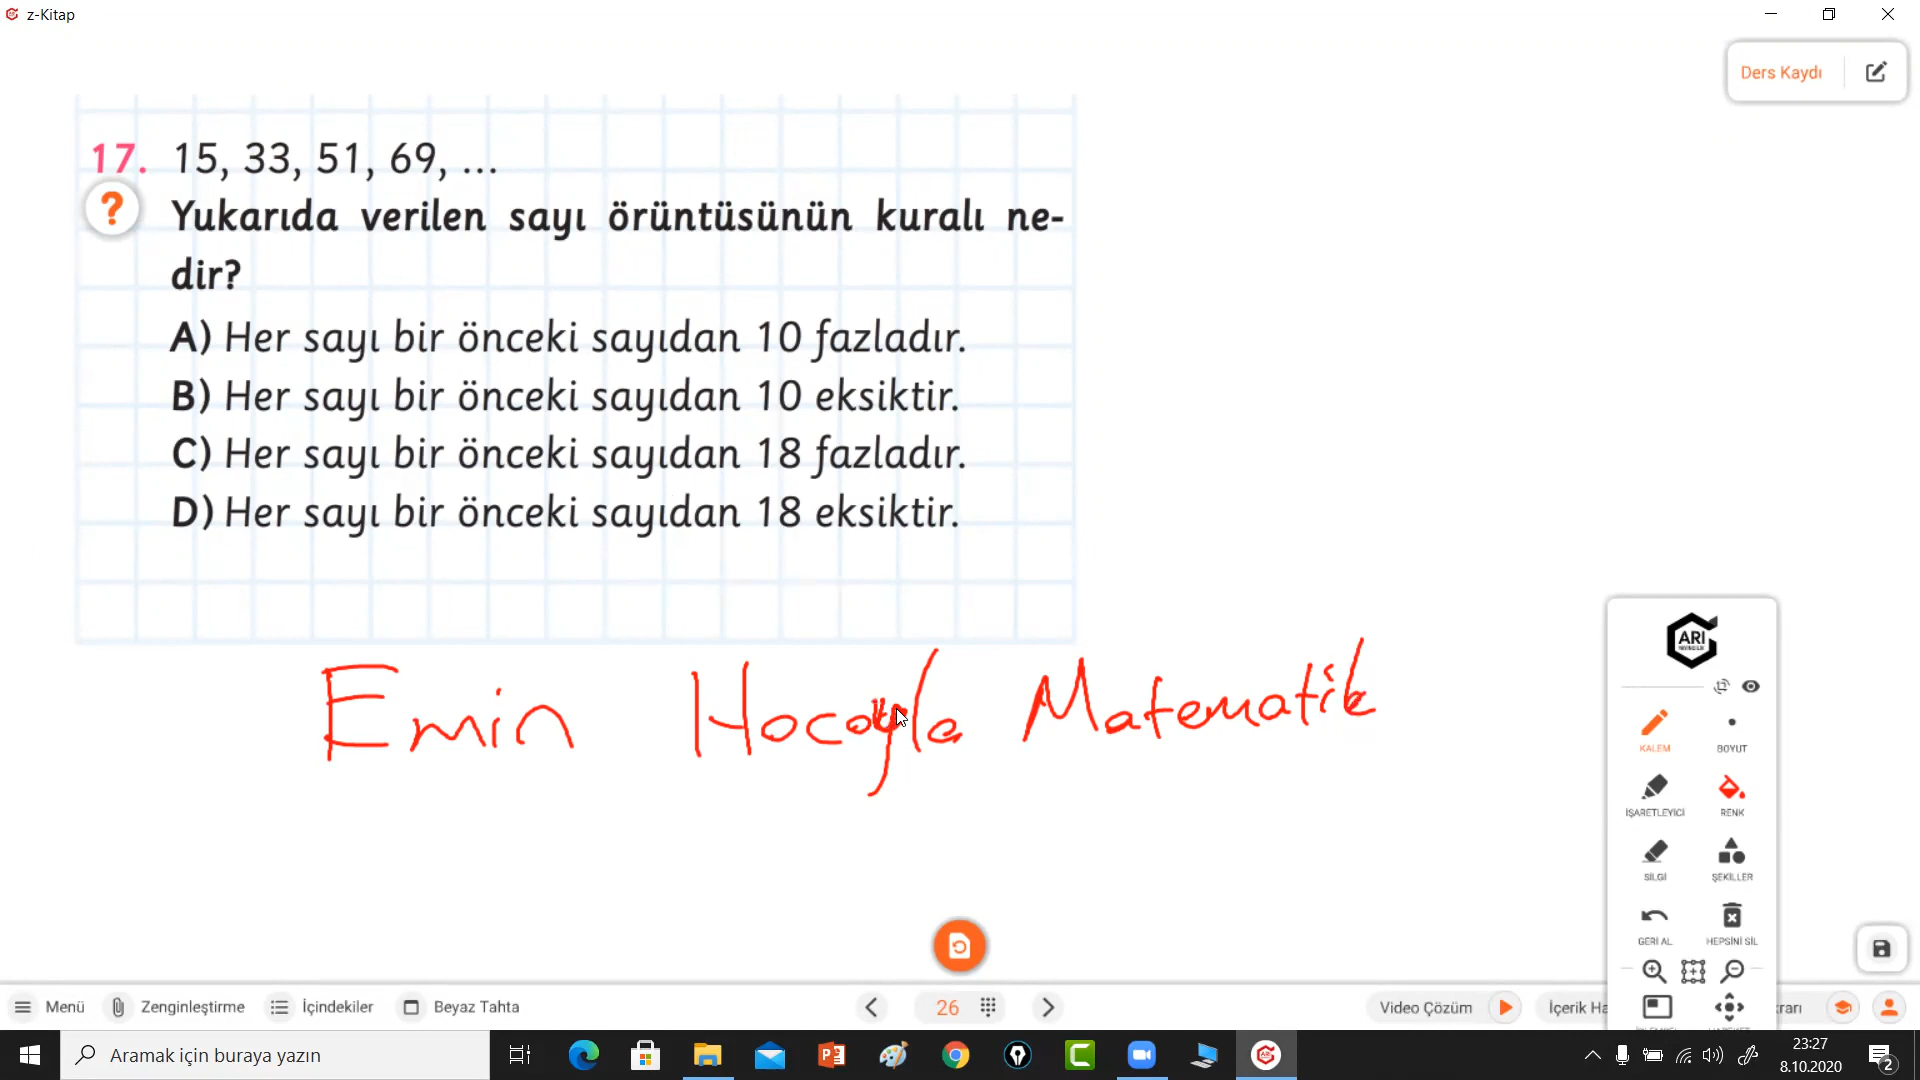 z-Kitap
Ders Kaydı
17. 15, 33, 51, 69, ...
?
Yukarıda verilen sayı örüntüsünün kuralı ne-
dir?
A) Her sayı bir önceki sayıdan 10 fazladır.
B) Her sayı bir önceki sayıdan 10 eksiktir.
C) Her sayı bir önceki sayıdan 18 fazladır.
D) Her sayı bir önceki sayıdan 18 eksiktir.
Emin Hocayla Matematik
ARI
KALEM BOYUT
İŞARETLEYİCİ RENK
SİLGİ ŞEKİLLER
GERİ AL HEPSİNİ SİL
Menü Zenginleştirme İçindekiler Beyaz Tahta 26 Video Çözüm İçerik Ha rarı
Aramak için buraya yazın
23:27
8.10.2020
2